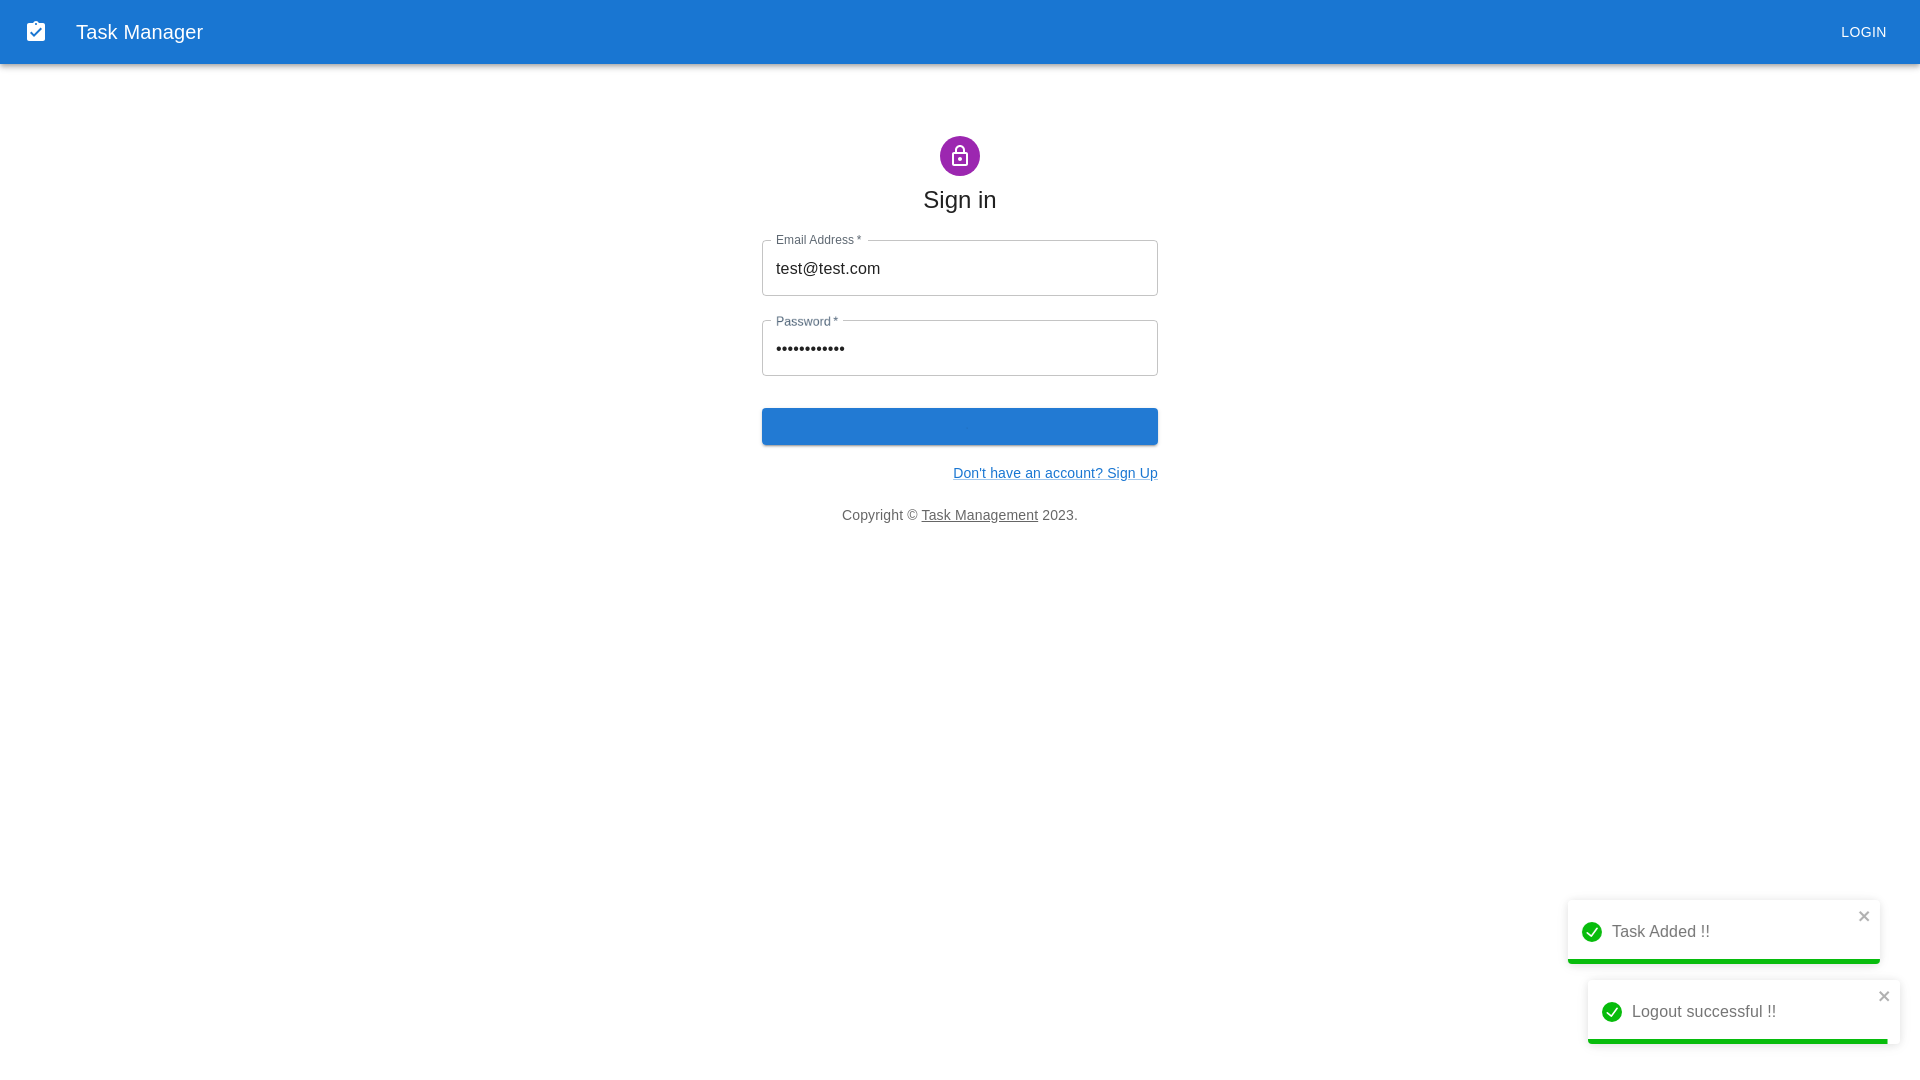 Task Manager
LOGIN
Sign in
Email Address *
test@test.com
Password *
••••••••••••
Don't have an account? Sign Up
Copyright © Task Management 2023.
Task Added !!
Logout successful !!